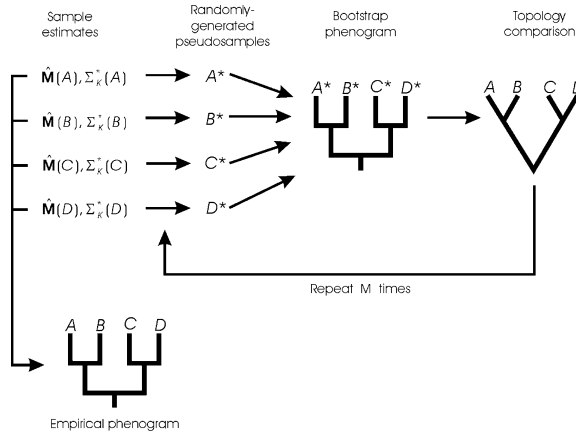 Sample estimates
Randomly-generated pseudosamples
Bootstrap phenogram
Topology comparison
M̂(A), Σ*K(A)
A*
M̂(B), Σ*K(B)
B*
M̂(C), Σ*K(C)
C*
M̂(D), Σ*K(D)
D*
A* B* C* D*
A B C D
Repeat M times
A B C D
Empirical phenogram